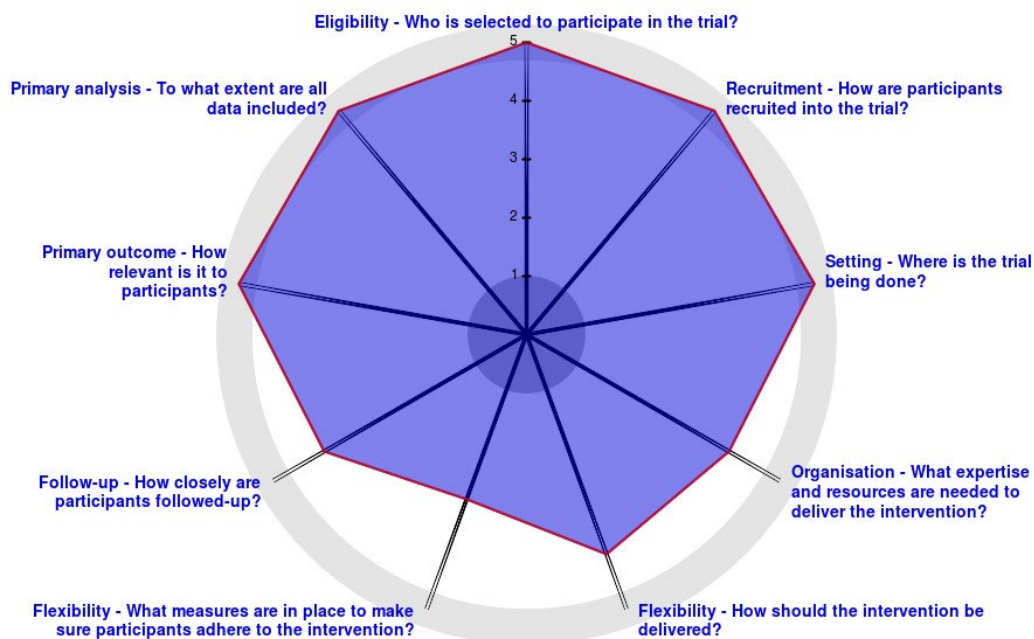 Eligibility - Who is selected to participate in the trial?
5
Primary analysis - To what extent are all
data included?
Recruitment - How are participants
recruited into the trial?
4
3
2
Primary outcome - How
relevant is it to
participants?
Setting - Where is the trial
being done?
1
Follow-up - How closely are
participants followed-up?
Organisation - What expertise
and resources are needed to
deliver the intervention?
Flexibility - What measures are in place to make
sure participants adhere to the intervention?
Flexibility - How should the intervention be
delivered?